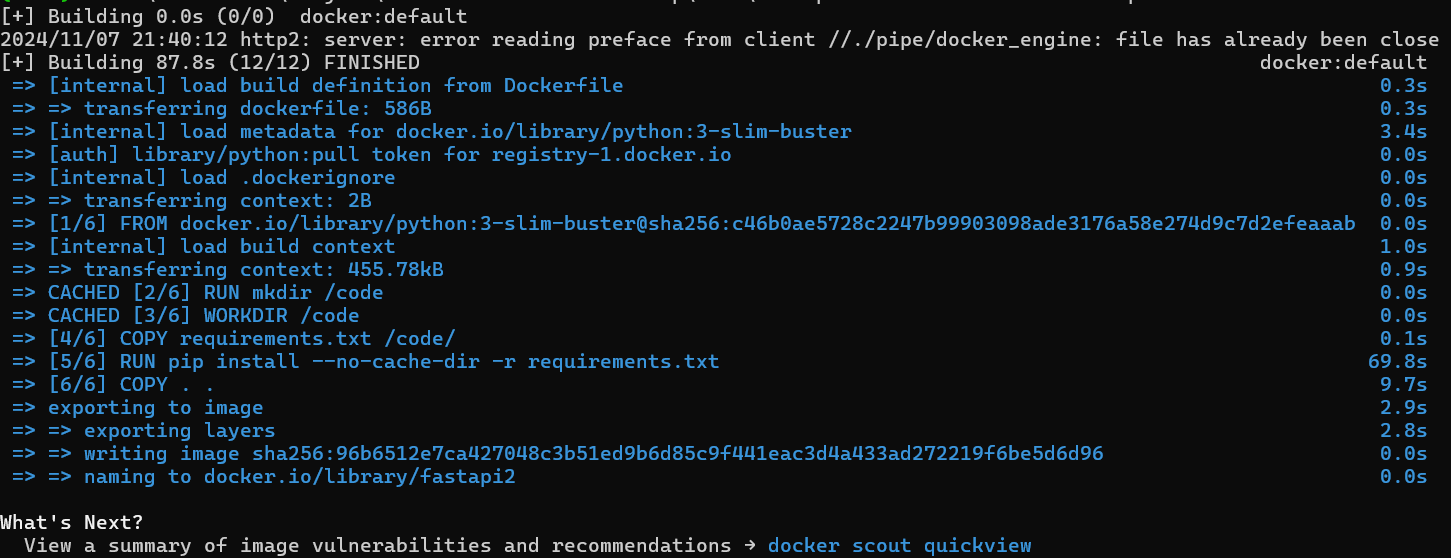 [+] Building 0.0s (0/0)  docker:default
2024/11/07 21:40:12 http2: server: error reading preface from client //./pipe/docker_engine: file has already been close
[+] Building 87.8s (12/12) FINISHED docker:default
=> [internal] load build definition from Dockerfile 0.3s
=> => transferring dockerfile: 586B 0.3s
=> [internal] load metadata for docker.io/library/python:3-slim-buster 3.4s
=> [auth] library/python:pull token for registry-1.docker.io 0.0s
=> [internal] load .dockerignore 0.0s
=> => transferring context: 2B 0.0s
=> [1/6] FROM docker.io/library/python:3-slim-buster@sha256:c46b0ae5728c2247b99903098ade3176a58e274d9c7d2efeaaab 0.0s
=> [internal] load build context 1.0s
=> => transferring context: 455.78kB 0.9s
=> CACHED [2/6] RUN mkdir /code 0.0s
=> CACHED [3/6] WORKDIR /code 0.0s
=> [4/6] COPY requirements.txt /code/ 0.1s
=> [5/6] RUN pip install --no-cache-dir -r requirements.txt 69.8s
=> [6/6] COPY . . 9.7s
=> exporting to image 2.9s
=> => exporting layers 2.8s
=> => writing image sha256:96b6512e7ca427048c3b51ed9b6d85c9f441eac3d4a433ad272219f6be5d6d96 0.0s
=> => naming to docker.io/library/fastapi2 0.0s
What's Next?
View a summary of image vulnerabilities and recommendations → docker scout quickview